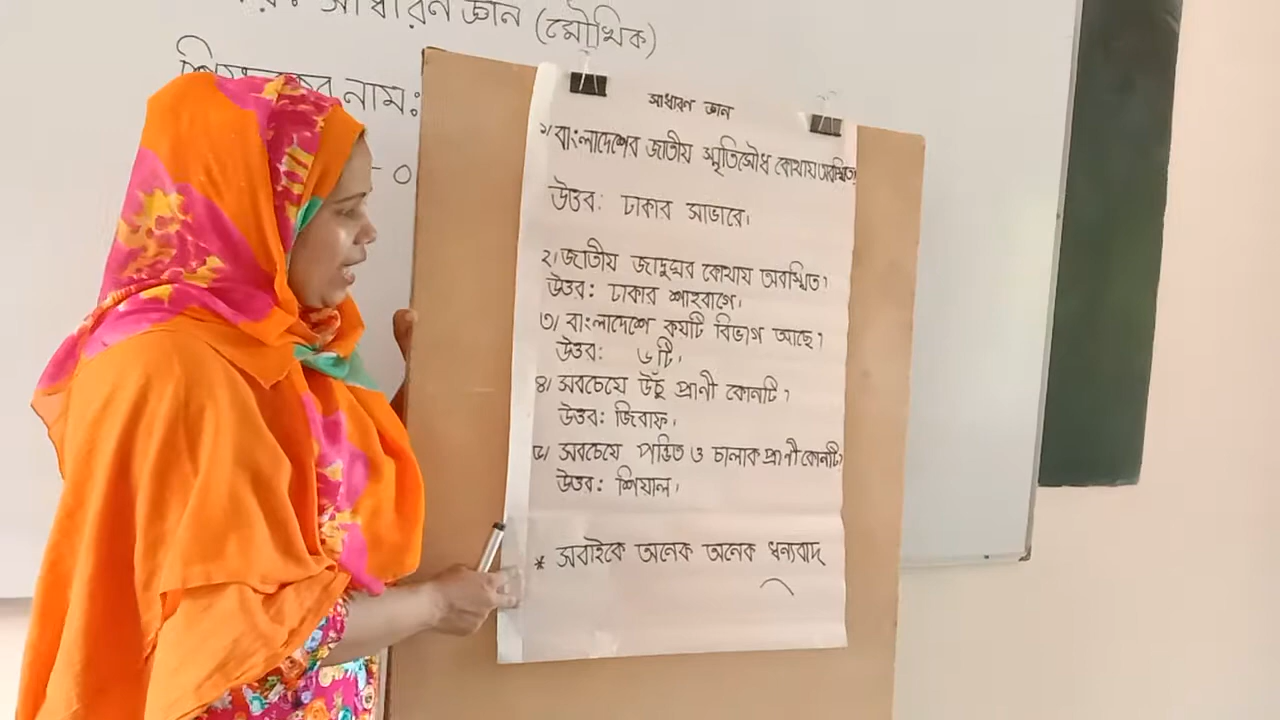 সাধারন জ্ঞান (মৌখিক)
নাম:
সাধারণ জ্ঞান
১/ বাংলাদেশের জাতীয় স্মৃতিসৌধ কোথায় অবস্থিত?
উত্তর: ঢাকার সাভারে।
২/ জাতীয় জাদুঘর কোথায় অবস্থিত?
উত্তর: ঢাকার শাহবাগে।
৩/ বাংলাদেশে কয়টি বিভাগ আছে?
উত্তর: ৮টি।
৪/ সবচেয়ে উঁচু প্রাণী কোনটি?
উত্তর: জিরাফ।
৫/ সবচেয়ে পন্ডিত ও চালাক প্রাণী কোনটি?
উত্তর: শিয়াল।
* সবাইকে অনেক অনেক ধন্যবাদ